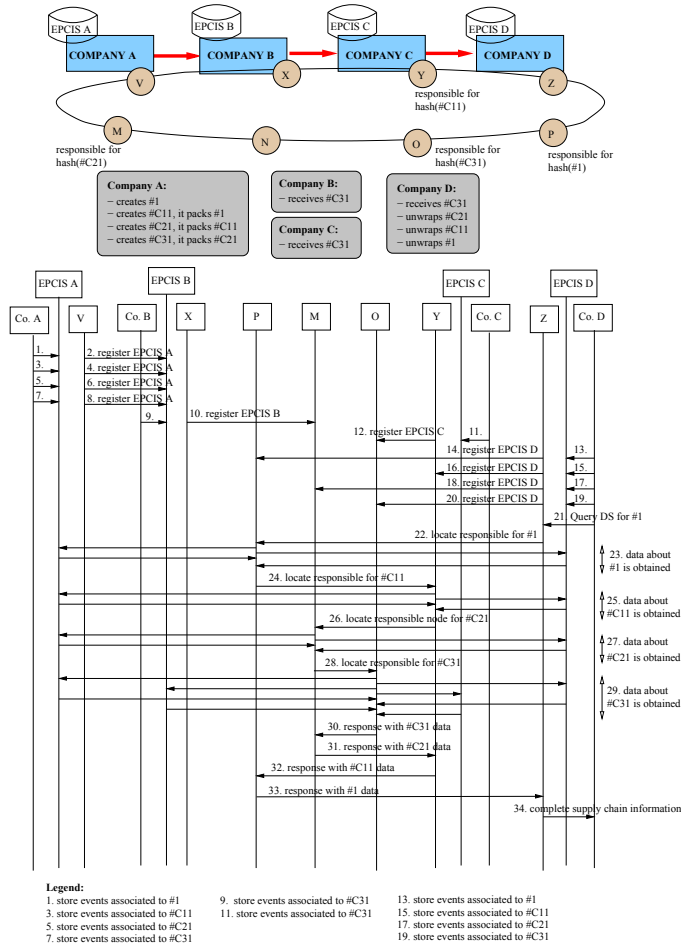 EPCIS A
EPCIS B
EPCIS C
EPCIS D
COMPANY A
COMPANY B
COMPANY C
COMPANY D
V
X
Y
Z
responsible for
hash(#C11)
M
N
O
P
responsible for
hash(#C21)
responsible for
hash(#C31)
responsible for
hash(#1)
Company A:
− creates #1
− creates #C11, it packs #1
− creates #C21, it packs #C11
− creates #C31, it packs #C21
Company B:
− receives #C31
Company C:
− receives #C31
Company D:
− receives #C31
− unwraps #C21
− unwraps #C11
− unwraps #1
EPCIS A
EPCIS B
EPCIS C
EPCIS D
Co. A
V
Co. B
X
P
M
O
Y
Co. C
Z
Co. D
1.
2. register EPCIS A
3.
4. register EPCIS A
5.
6. register EPCIS A
7.
8. register EPCIS A
9.
10. register EPCIS B
12. register EPCIS C
11.
14. register EPCIS D
13.
16. register EPCIS D
15.
18. register EPCIS D
17.
20. register EPCIS D
19.
21. Query DS for #1
22. locate responsible for #1
23. data about
#1 is obtained
24. locate responsible for #C11
25. data about
#C11 is obtained
26. locate responsible node for #C21
27. data about
#C21 is obtained
28. locate responsible for #C31
29. data about
#C31 is obtained
30. response with #C31 data
31. response with #C21 data
32. response with #C11 data
33. response with #1 data
34. complete supply chain information
Legend:
1. store events associated to #1
3. store events associated to #C11
5. store events associated to #C21
7. store events associated to #C31
9. store events associated to #C31
11. store events associated to #C31
13. store events associated to #1
15. store events associated to #C11
17. store events associated to #C21
19. store events associated to #C31